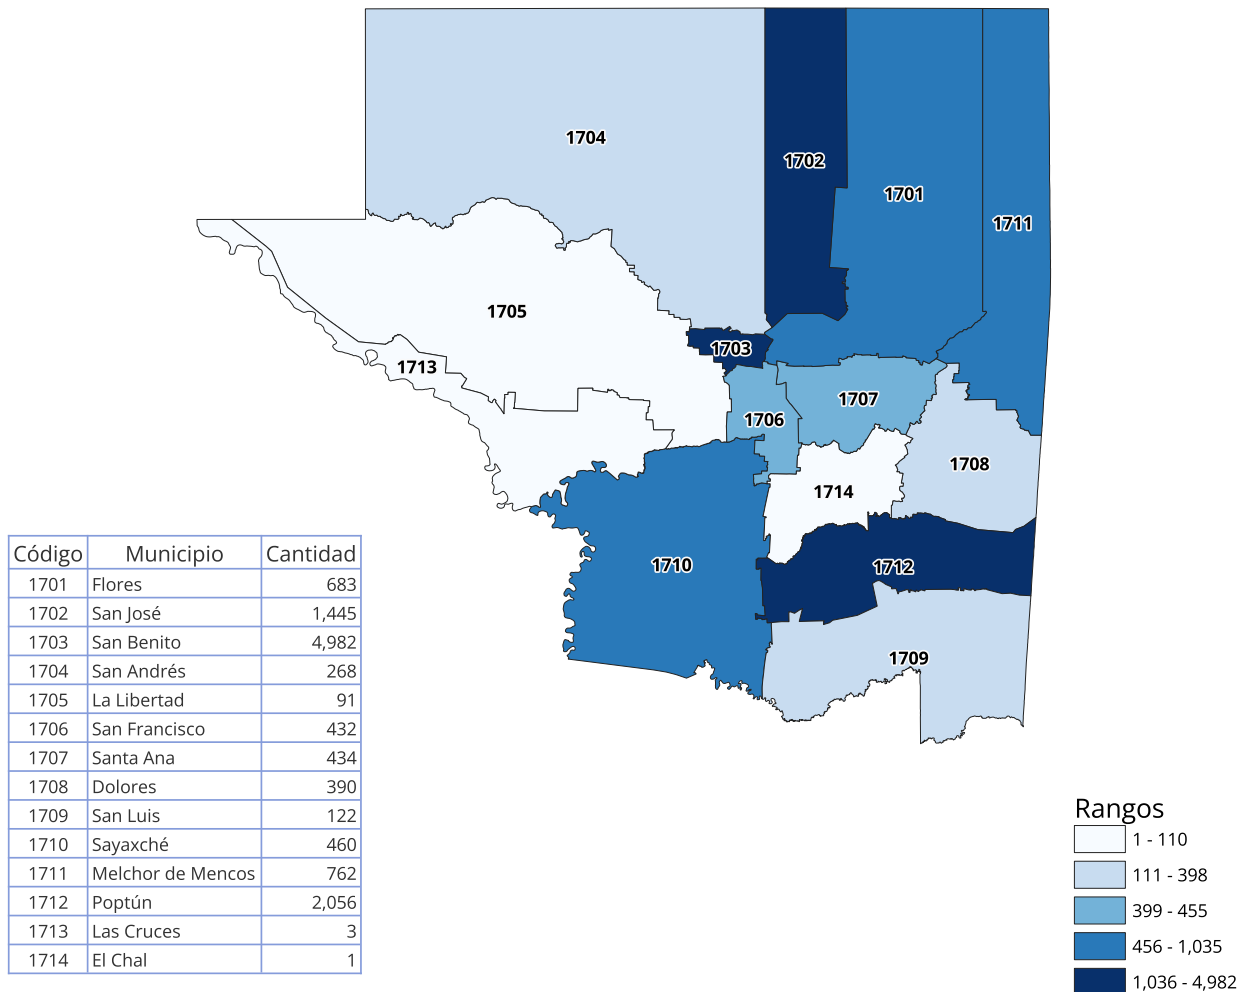 1704
1702
1701
1711
1705
1703
1713
1707
1706
1708
1714
1710
1712
1709
Código Municipio Cantidad
1701 Flores 683
1702 San José 1,445
1703 San Benito 4,982
1704 San Andrés 268
1705 La Libertad 91
1706 San Francisco 432
1707 Santa Ana 434
1708 Dolores 390
1709 San Luis 122
1710 Sayaxché 460
1711 Melchor de Mencos 762
1712 Poptún 2,056
1713 Las Cruces 3
1714 El Chal 1
Rangos
1 - 110
111 - 398
399 - 455
456 - 1,035
1,036 - 4,982